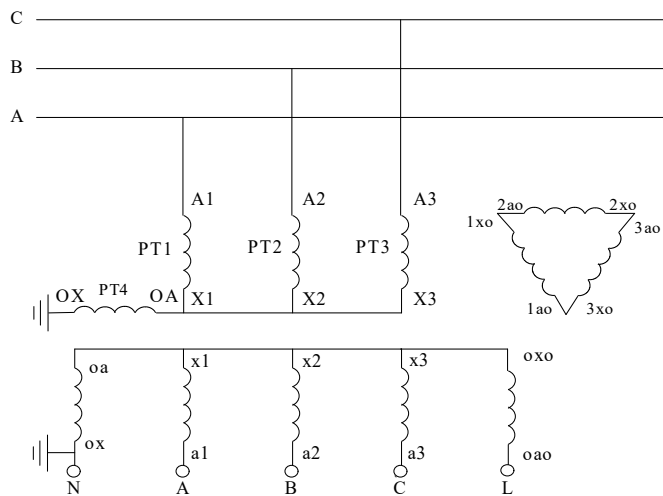 C
B
A
A1 A2 A3
2ao 2xo
1xo 3ao
PT1 PT2 PT3
OX PT4 OA X1 X2 X3
1ao 3xo
oa x1 x2 x3 oxo
ox a1 a2 a3 oao
N A B C L